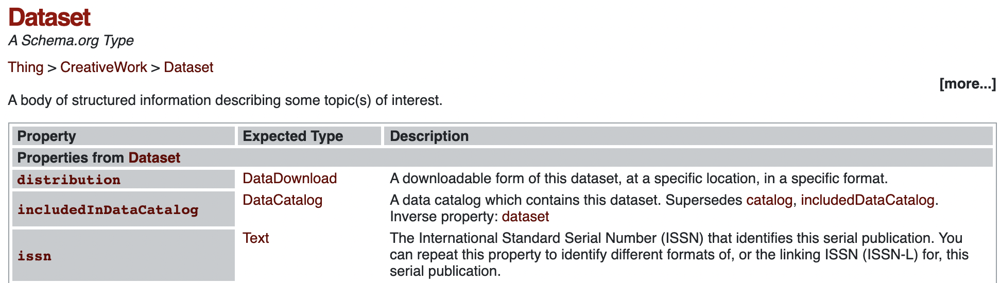 Dataset
A Schema.org Type
Thing > CreativeWork > Dataset
[more...]
A body of structured information describing some topic(s) of interest.
Property Expected Type Description
Properties from Dataset
distribution DataDownload A downloadable form of this dataset, at a specific location, in a specific format.
includedInDataCatalog DataCatalog A data catalog which contains this dataset. Supersedes catalog, includedDataCatalog.
Inverse property: dataset
issn Text The International Standard Serial Number (ISSN) that identifies this serial publication. You
can repeat this property to identify different formats of, or the linking ISSN (ISSN-L) for, this
serial publication.